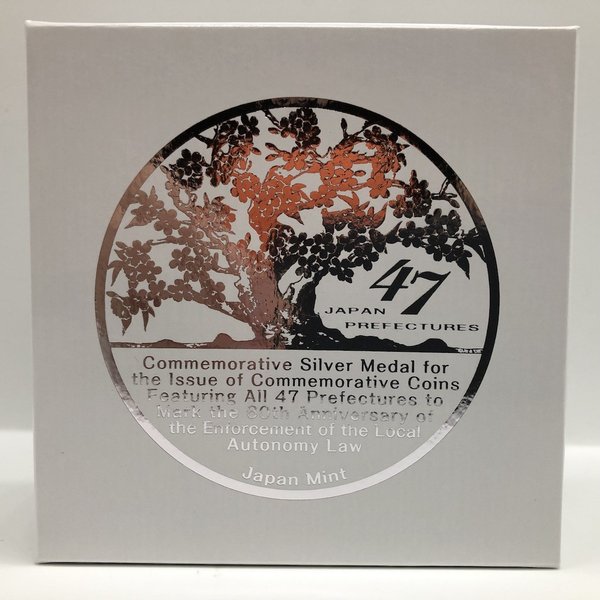 47
JAPAN
PREFECTURES
Commemorative Silver Medal for
the Issue of Commemorative Coins
Featuring All 47 Prefectures to
Mark the 60th Anniversary of
the Enforcement of the Local
Autonomy Law
Japan Mint